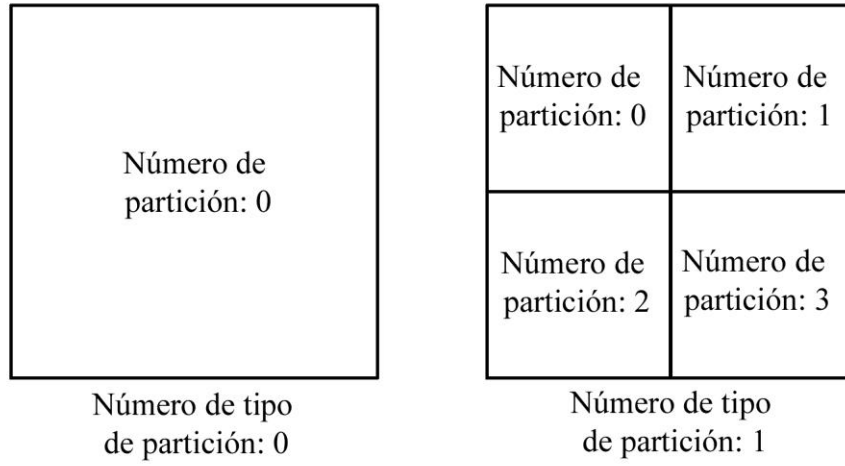 Número de
partición: 0
Número de
partición: 0
Número de
partición: 1
Número de
partición: 2
Número de
partición: 3
Número de tipo
de partición: 0
Número de tipo
de partición: 1